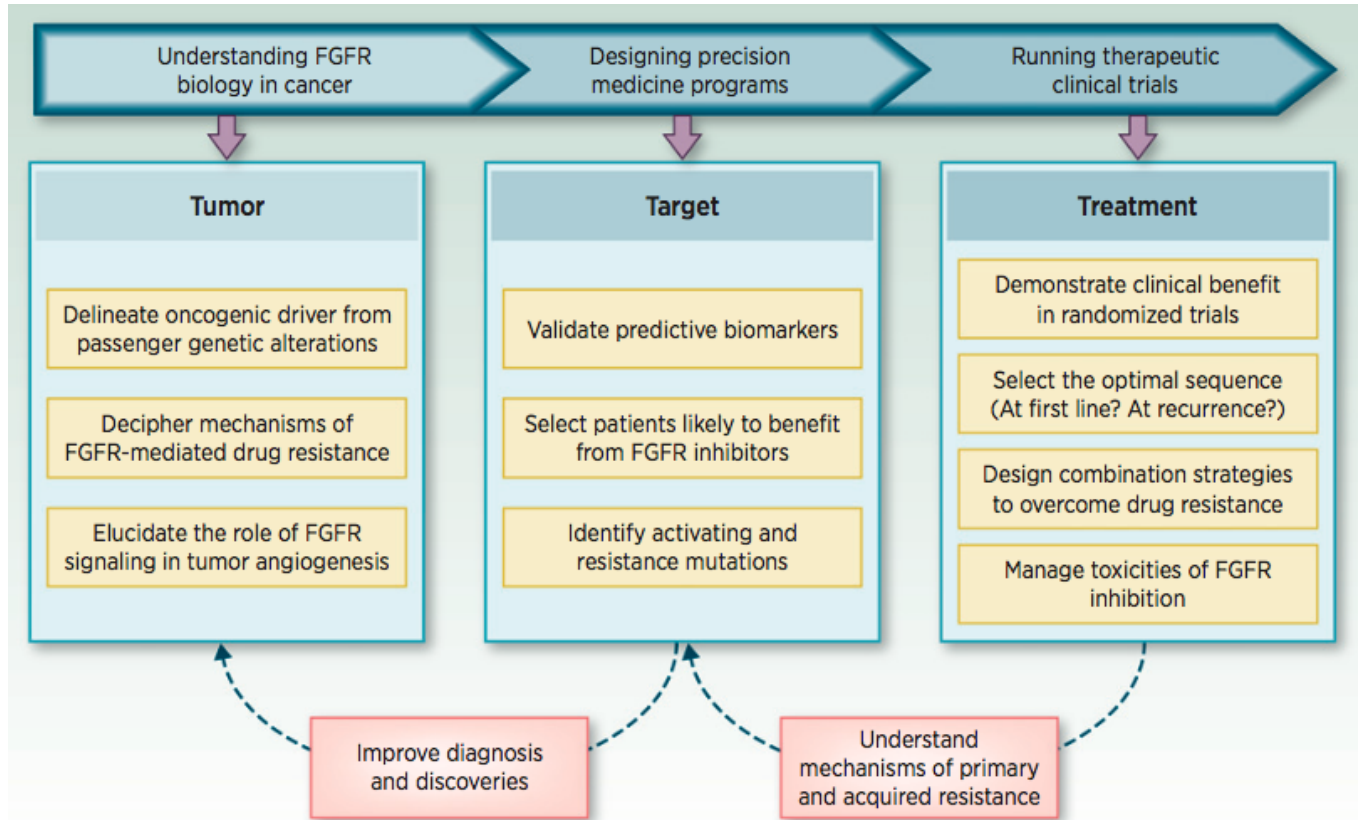 Understanding FGFR
biology in cancer
Designing precision
medicine programs
Running therapeutic
clinical trials
Tumor
Delineate oncogenic driver from
passenger genetic alterations
Decipher mechanisms of
FGFR-mediated drug resistance
Elucidate the role of FGFR
signaling in tumor angiogenesis
Target
Validate predictive biomarkers
Select patients likely to benefit
from FGFR inhibitors
Identify activating and
resistance mutations
Treatment
Demonstrate clinical benefit
in randomized trials
Select the optimal sequence
(At first line? At recurrence?)
Design combination strategies
to overcome drug resistance
Manage toxicities of FGFR
inhibition
Improve diagnosis
and discoveries
Understand
mechanisms of primary
and acquired resistance